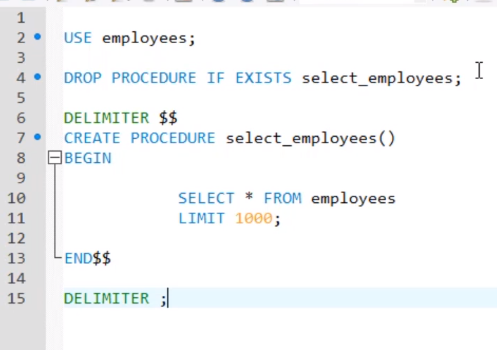 1
2 USE employees;
3
4 DROP PROCEDURE IF EXISTS select_employees;
5
6 DELIMITER $$
7 CREATE PROCEDURE select_employees()
8 BEGIN
9
10 SELECT * FROM employees
11 LIMIT 1000;
12
13 END$$
14
15 DELIMITER ;